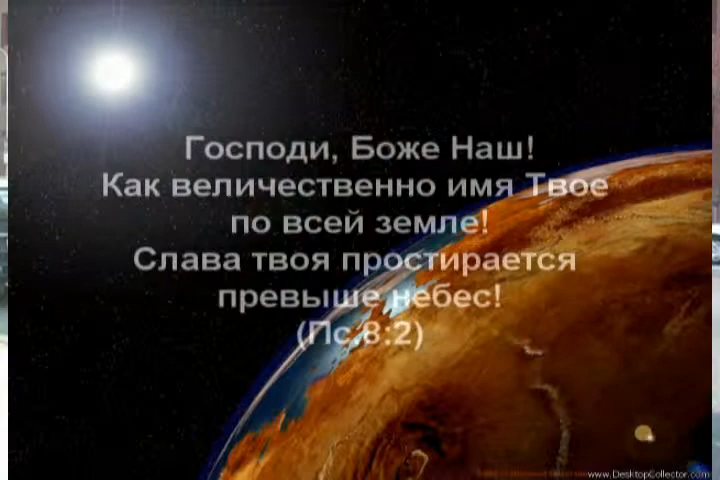 Господи, Боже Наш!
Как величественно имя Твое
по всей земле!
Слава твоя простирается
превыше небес!
(Пс.8:2)
www.DesktopCollector.com